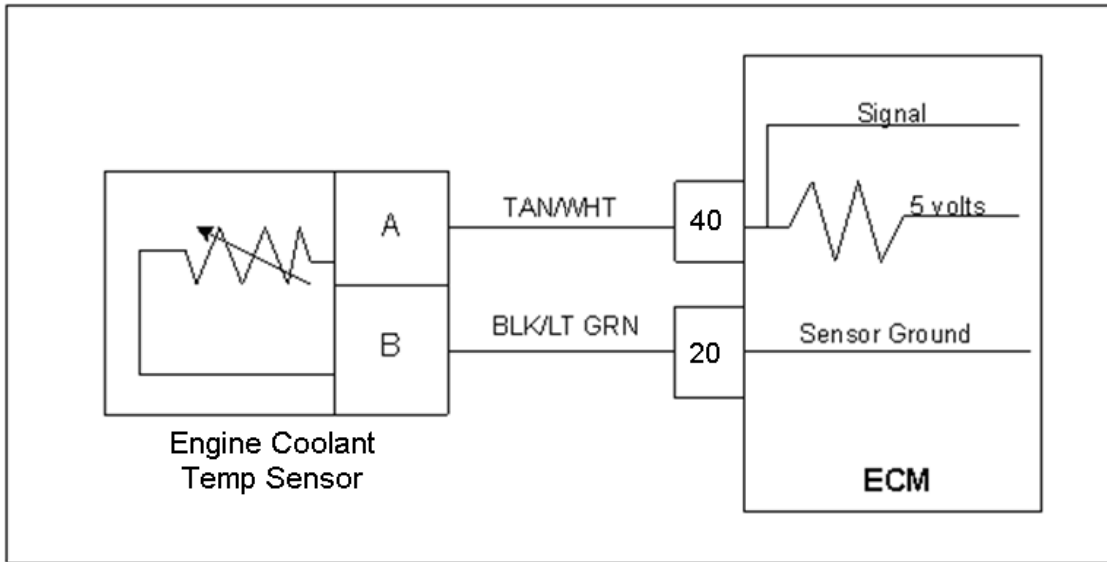 Signal
TAN/WHT
40
5 volts
A
BLK/LT GRN
20
Sensor Ground
B
Engine Coolant
Temp Sensor
ECM